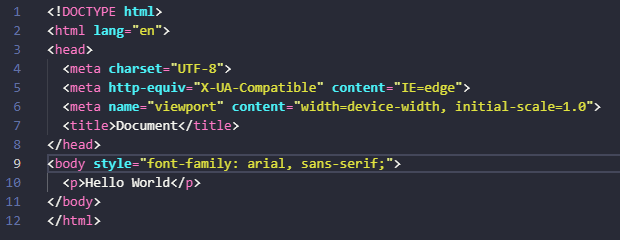 1 <!DOCTYPE html>
2 <html lang="en">
3 <head>
4   <meta charset="UTF-8">
5   <meta http-equiv="X-UA-Compatible" content="IE=edge">
6   <meta name="viewport" content="width=device-width, initial-scale=1.0">
7   <title>Document</title>
8 </head>
9 <body style="font-family: arial, sans-serif;">
10   <p>Hello World</p>
11 </body>
12 </html>